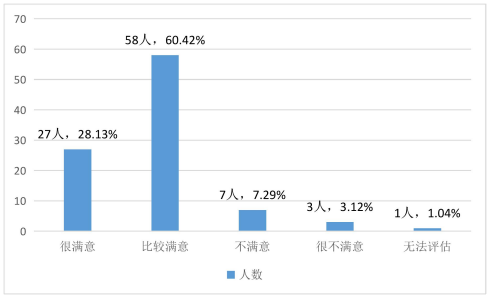 70
60
50
40
30
20
10
0
27人，28.13%
58人，60.42%
7人，7.29%
3人，3.12%
1人，1.04%
很满意
比较满意
不满意
很不满意
无法评估
人数